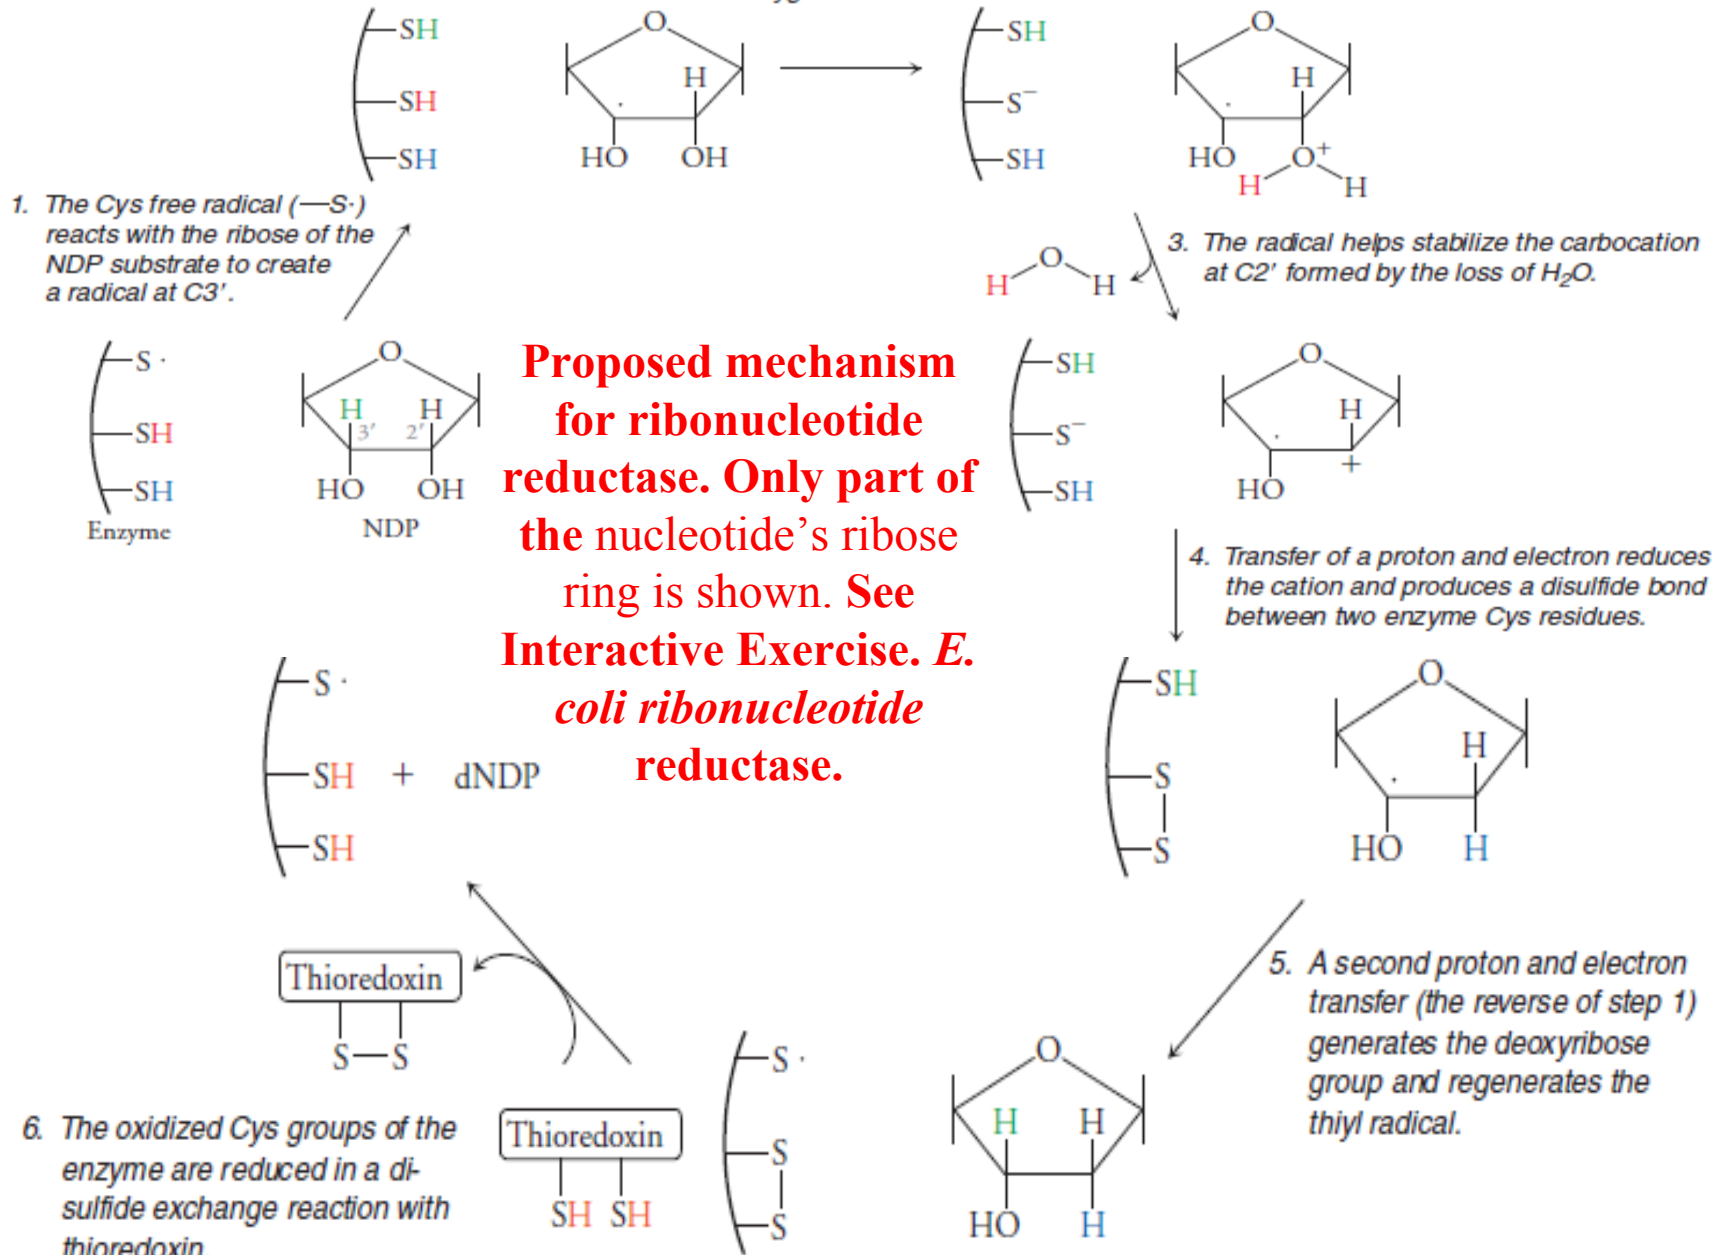 SH
SH
SH
O
H
HO
OH
SH
S⁻
SH
O
H
HO
O⁺
H
H
1. The Cys free radical (—S·)
reacts with the ribose of the
NDP substrate to create
a radical at C3′.
3. The radical helps stabilize the carbocation
at C2′ formed by the loss of H₂O.
O
H
H
S ·
SH
SH
Enzyme
O
H
H
3′
2′
HO
OH
NDP
Proposed mechanism
for ribonucleotide
reductase. Only part of
the nucleotide’s ribose
ring is shown. See
Interactive Exercise. E.
coli ribonucleotide
reductase.
SH
S⁻
SH
O
H
+
HO
4. Transfer of a proton and electron reduces
the cation and produces a disulfide bond
between two enzyme Cys residues.
S ·
SH + dNDP
SH
SH
S
S
O
H
HO
H
5. A second proton and electron
transfer (the reverse of step 1)
generates the deoxyribose
group and regenerates the
thiyl radical.
Thioredoxin
S—S
6. The oxidized Cys groups of the
enzyme are reduced in a di-
sulfide exchange reaction with
thioredoxin
Thioredoxin
SH SH
S ·
S
S
O
H
H
HO
H